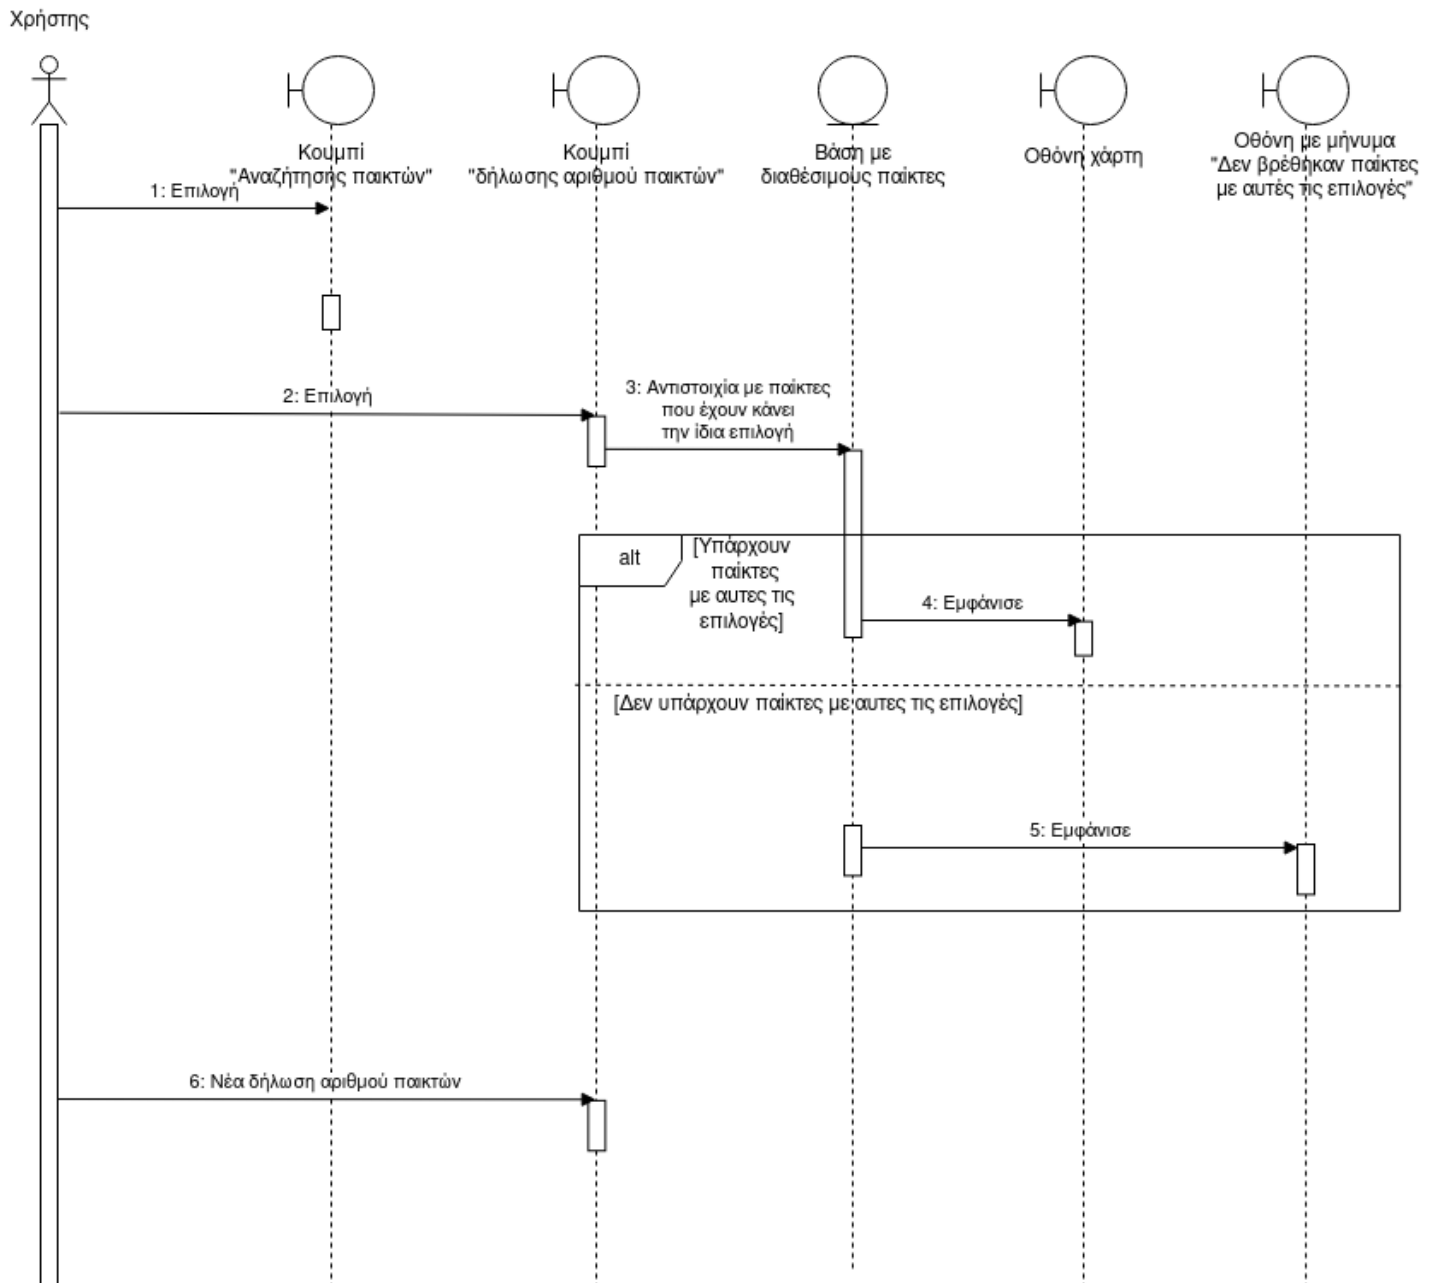 Χρήστης
Κουμπί
"Αναζήτησης παικτών"
Κουμπί
"δήλωσης αριθμού παικτών"
Βάση με
διαθέσιμους παίκτες
Οθόνη χάρτη
Οθόνη με μήνυμα
"Δεν βρέθηκαν παίκτες
με αυτές τις επιλογές"
1: Επιλογή
2: Επιλογή
3: Αντιστοιχία με παίκτες
που έχουν κάνει
την ίδια επιλογή
alt
[Υπάρχουν
παίκτες
με αυτες τις
επιλογές]
4: Εμφάνισε
[Δεν υπάρχουν παίκτες με αυτες τις επιλογές]
5: Εμφάνισε
6: Νέα δήλωση αριθμού παικτών